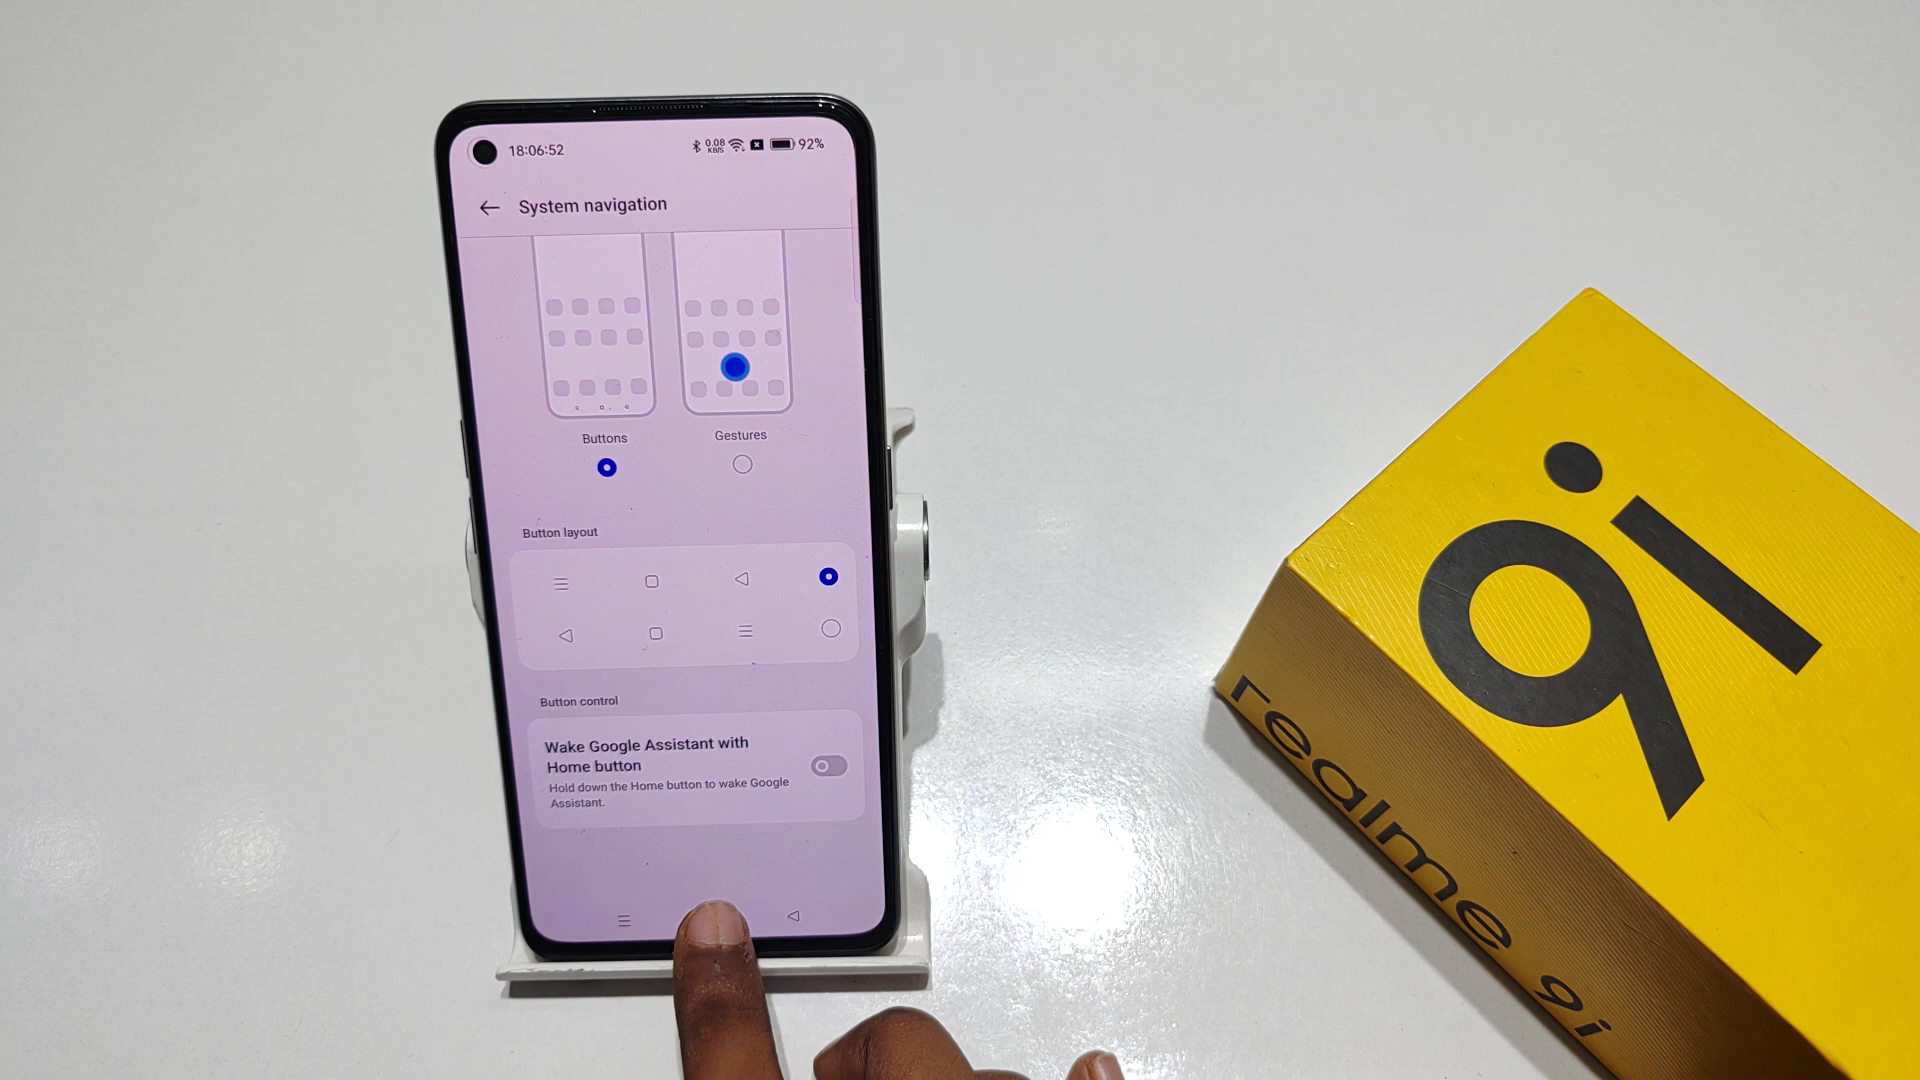 18:06:52
0.08
KB/S
92%
System navigation
Buttons
Gestures
Button layout
Button control
Wake Google Assistant with
Home button
Hold down the Home button to wake Google
Assistant.
9i
realme 9i